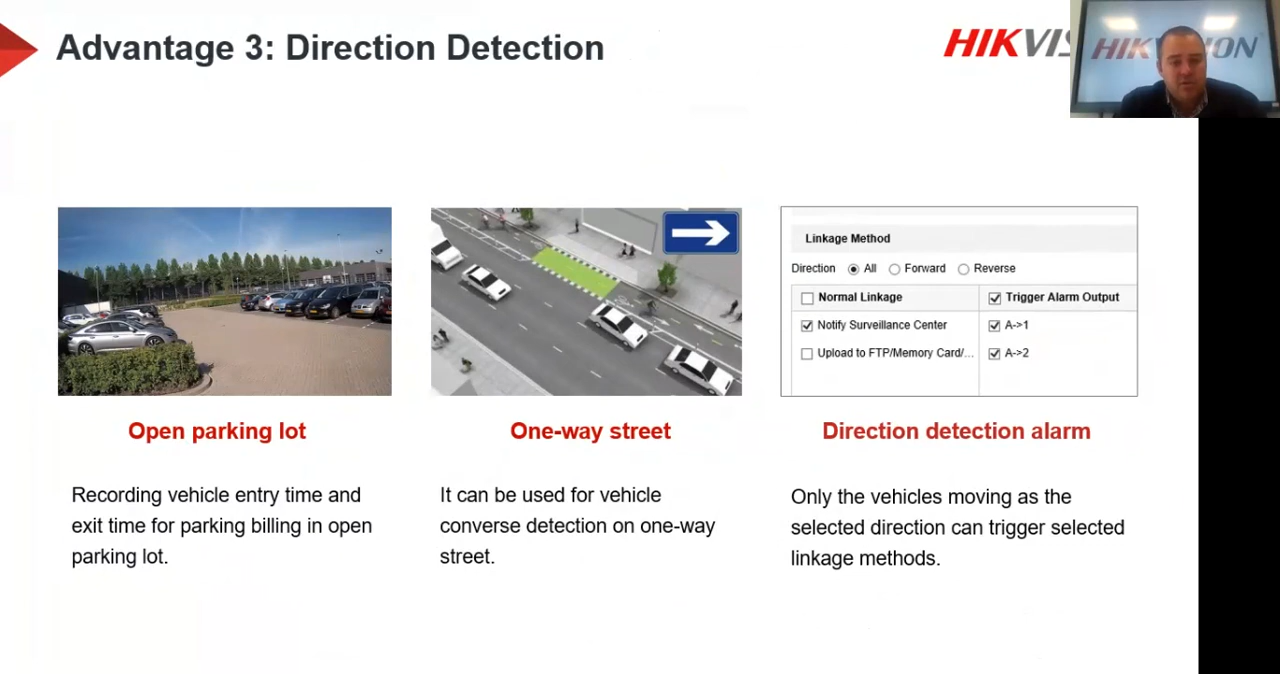 Advantage 3: Direction Detection
HIKVIS
HIKVISION
Linkage Method
Direction All Forward Reverse
Normal Linkage Trigger Alarm Output
Notify Surveillance Center A->1
Upload to FTP/Memory Card/... A->2
Open parking lot
One-way street
Direction detection alarm
Recording vehicle entry time and
exit time for parking billing in open
parking lot.
It can be used for vehicle
converse detection on one-way
street.
Only the vehicles moving as the
selected direction can trigger selected
linkage methods.